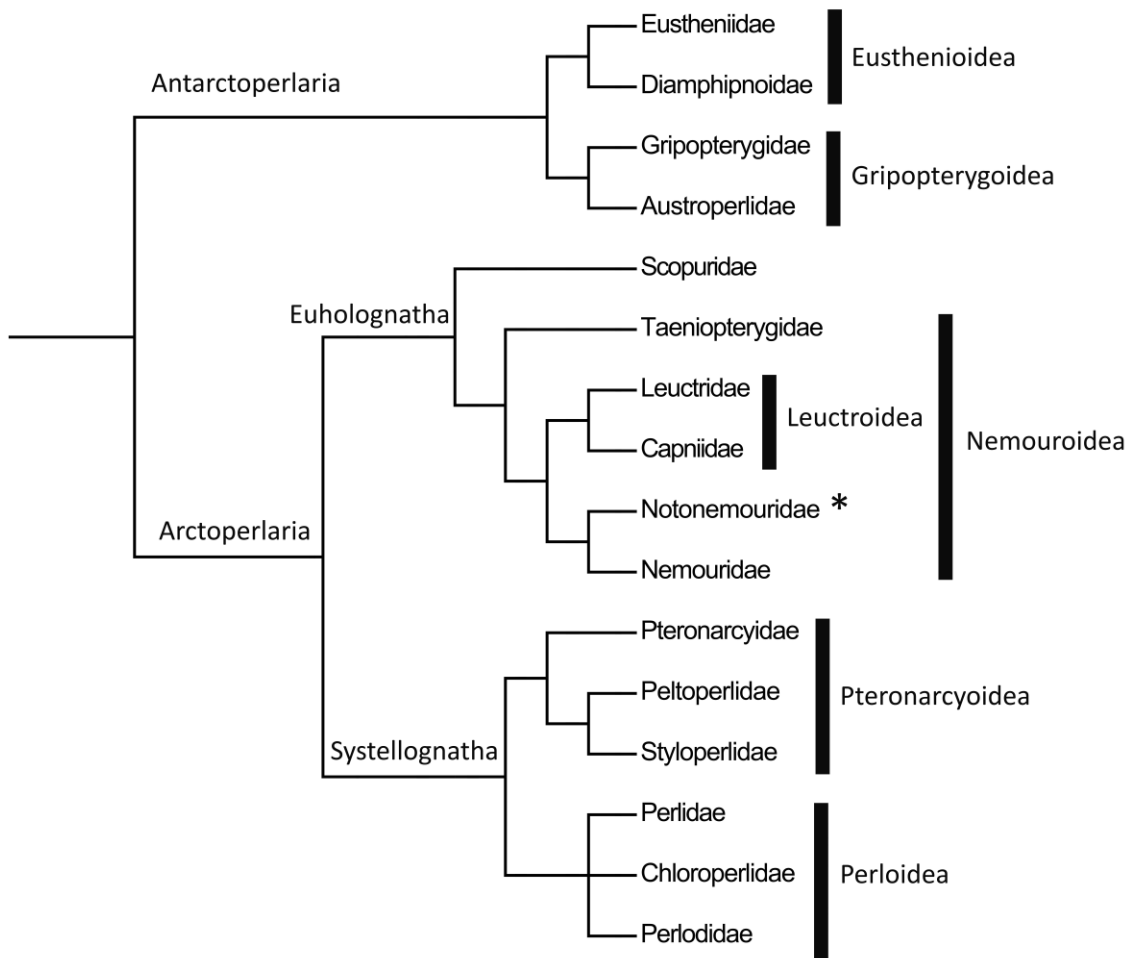 Eustheniidae
Eusthenioidea
Antarctoperlaria
Diamphipnoidae
Gripopterygidae
Gripopterygoidea
Austroperlidae
Scopuridae
Euholognatha
Taeniopterygidae
Leuctridae
Leuctroidea
Nemouroidea
Capniidae
Notonemouridae *
Arctoperlaria
Nemouridae
Pteronarcyidae
Peltoperlidae
Pteronarcyoidea
Systellognatha
Styloperlidae
Perlidae
Chloroperlidae
Perloidea
Perlodidae